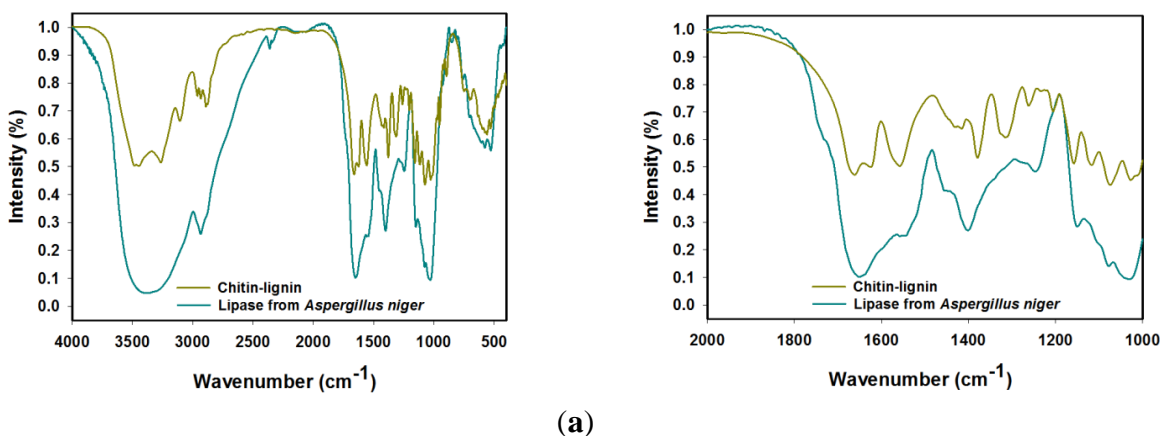 1.0
0.9
0.8
0.7
0.6
0.5
0.4
0.3
0.2
0.1
0.0
Intensity (%)
Chitin-lignin
Lipase from Aspergillus niger
4000 3500 3000 2500 2000 1500 1000 500
Wavenumber (cm-1)
1.0
0.9
0.8
0.7
0.6
0.5
0.4
0.3
0.2
0.1
0.0
Intensity (%)
Chitin-lignin
Lipase from Aspergillus niger
2000 1800 1600 1400 1200 1000
Wavenumber (cm-1)
(a)